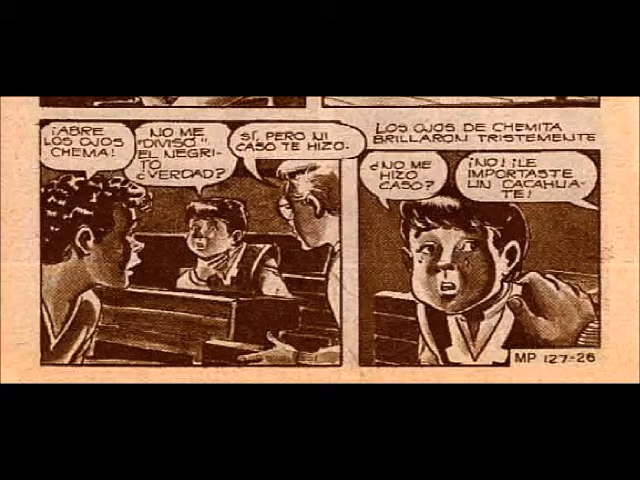 ¡ABRE
LOS OJOS
CHEMA!
NO ME
"DIVISÓ"
EL NEGRI-
TO
¿VERDAD?
SÍ, PERO NI
CASO TE HIZO.
LOS OJOS DE CHEMITA
BRILLARON TRISTEMENTE
¿NO ME
HIZO
CASO?
¡NO! ¡LE
IMPORTASTE
UN CACAHUA-
TE!
MP 127-26